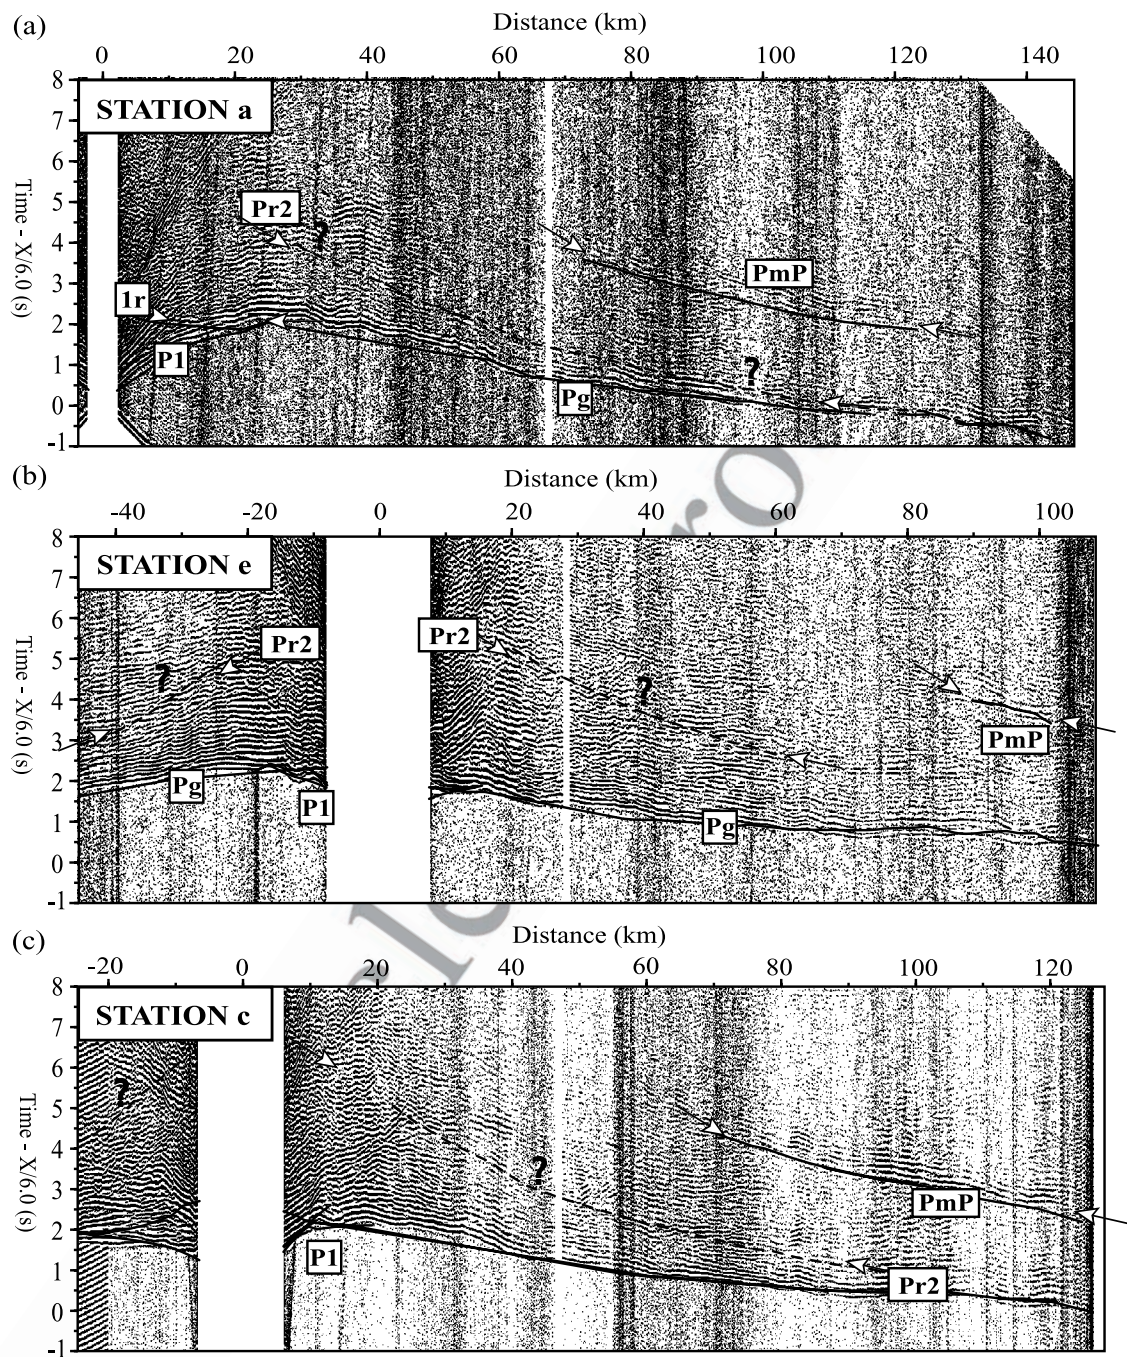 (a)
Distance (km)
0 20 40 60 80 100 120 140
STATION a
8
7
6
5
4
3
2
1
0
-1
Time - X/6.0 (s)
Pr2
?
PmP
1r
P1
?
Pg
(b)
Distance (km)
-40 -20 0 20 40 60 80 100
STATION e
8
7
6
5
4
3
2
1
0
-1
Time - X/6.0 (s)
Pr2
Pr2
?
?
PmP
Pg
P1
Pg
(c)
Distance (km)
-20 0 20 40 60 80 100 120
STATION c
8
7
6
5
4
3
2
1
0
-1
Time - X/6.0 (s)
?
?
PmP
P1
Pr2